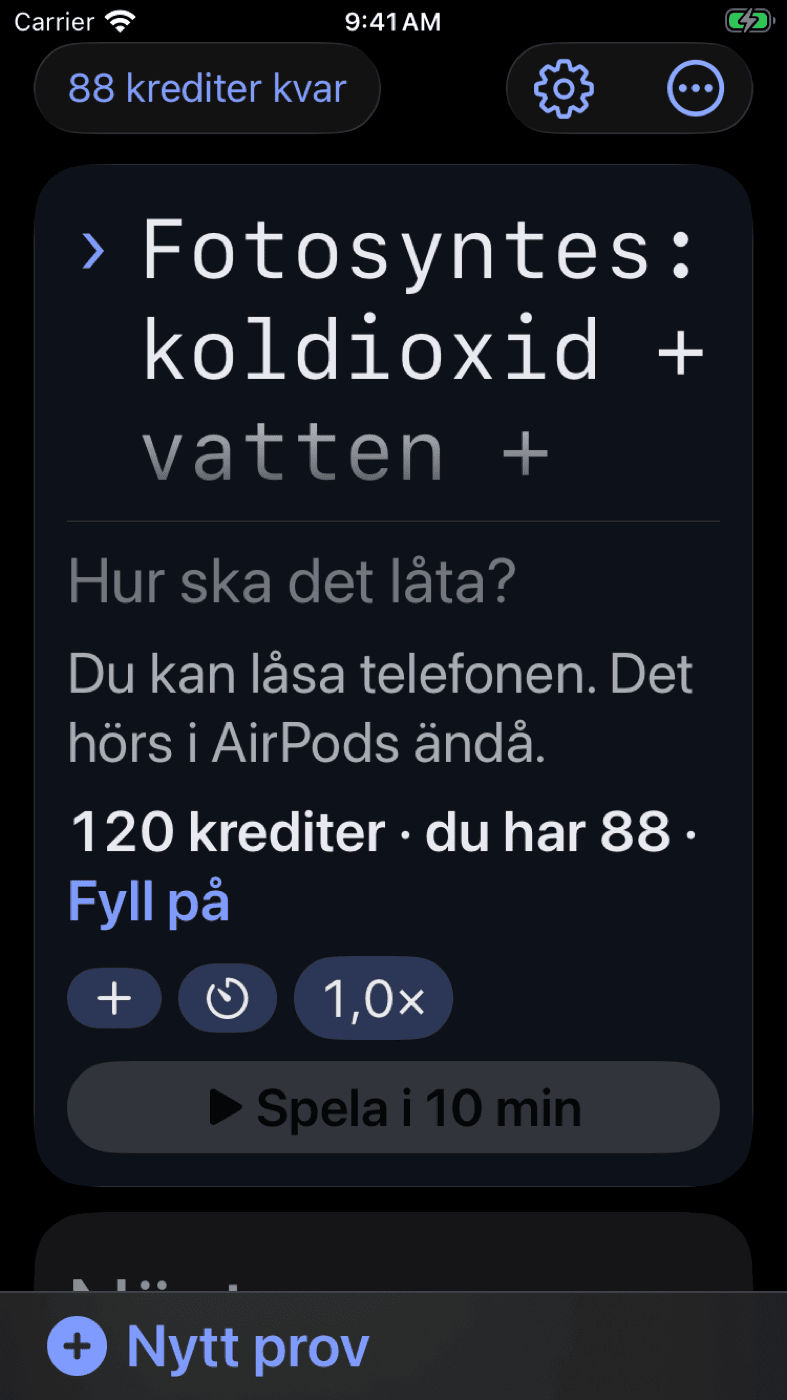 Carrier 9:41 AM
88 krediter kvar
› Fotosyntes:
koldioxid +
vatten +
Hur ska det låta?
Du kan låsa telefonen. Det
hörs i AirPods ändå.
120 krediter · du har 88 ·
Fyll på
1,0×
Spela i 10 min
Nytt prov